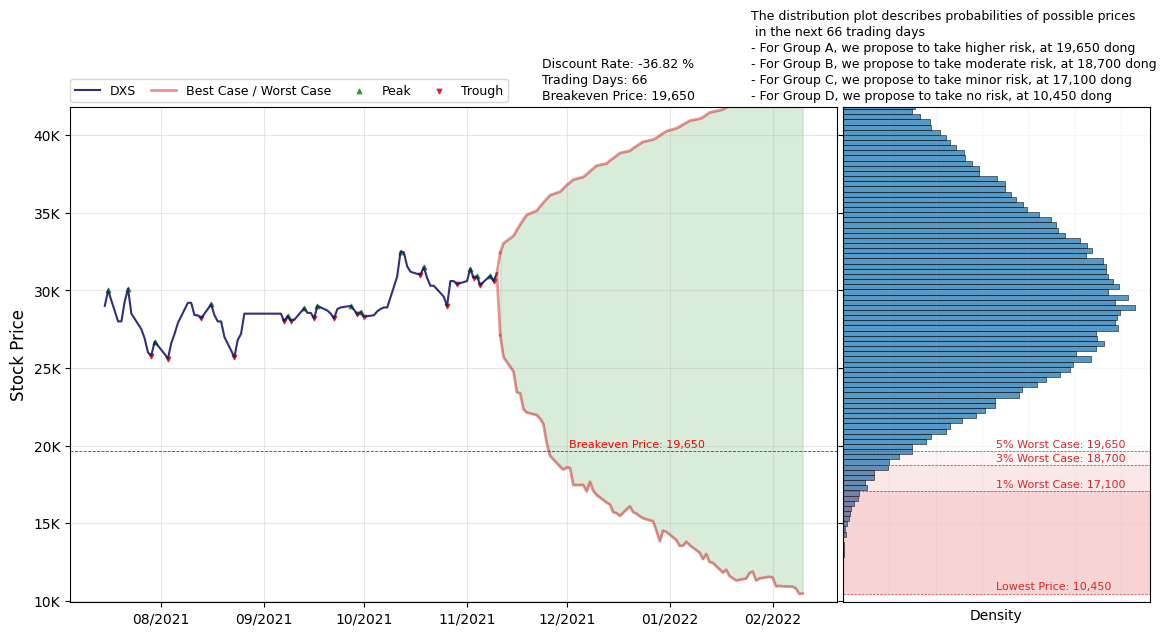 The distribution plot describes probabilities of possible prices
in the next 66 trading days
- For Group A, we propose to take higher risk, at 19,650 dong
- For Group B, we propose to take moderate risk, at 18,700 dong
- For Group C, we propose to take minor risk, at 17,100 dong
- For Group D, we propose to take no risk, at 10,450 dong
Discount Rate: -36.82 %
Trading Days: 66
Breakeven Price: 19,650
DXS
Best Case / Worst Case
Peak
Trough
Stock Price
40K
35K
30K
25K
20K
15K
10K
Breakeven Price: 19,650
5% Worst Case: 19,650
3% Worst Case: 18,700
1% Worst Case: 17,100
Lowest Price: 10,450
08/2021
09/2021
10/2021
11/2021
12/2021
01/2022
02/2022
Density